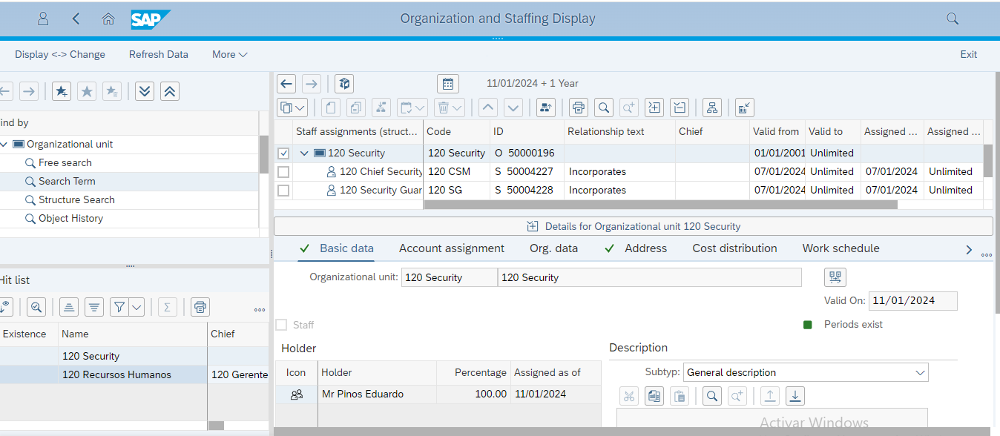 SAP
Organization and Staffing Display
Display <-> Change Refresh Data More Exit
11/01/2024 + 1 Year
ind by
Organizational unit
Free search
Search Term
Structure Search
Object History
Staff assignments (struct... Code ID Relationship text Chief Valid from Valid to Assigned ... Assigned ...
120 Security 120 Security O 50000196 01/01/2001 Unlimited
120 Chief Security 120 CSM S 50004227 Incorporates 07/01/2024 Unlimited 07/01/2024 Unlimited
120 Security Guar 120 SG S 50004228 Incorporates 07/01/2024 Unlimited 07/01/2024 Unlimited
Details for Organizational unit 120 Security
Basic data Account assignment Org. data Address Cost distribution Work schedule
Organizational unit: 120 Security 120 Security
Valid On: 11/01/2024
Staff
Periods exist
Hit list
Existence Name Chief
120 Security
120 Recursos Humanos 120 Gerente
Holder
Icon Holder Percentage Assigned as of
Mr Pinos Eduardo 100.00 11/01/2024
Description
Subtyp: General description
Activar Windows